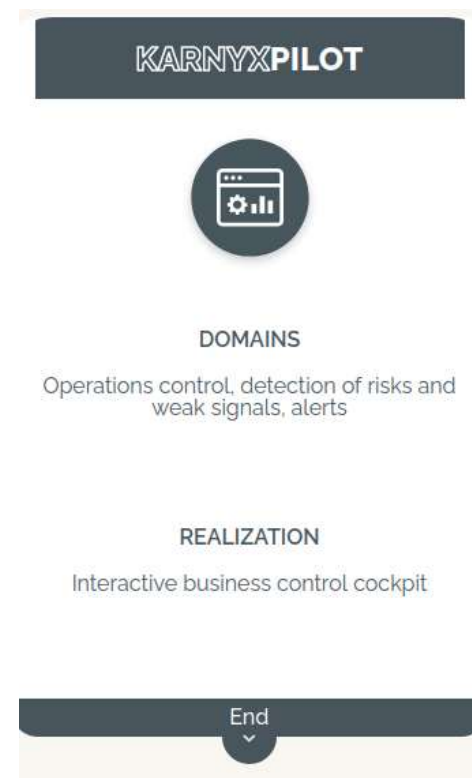 KARNYXPILOT
DOMAINS
Operations control, detection of risks and
weak signals, alerts
REALIZATION
Interactive business control cockpit
End